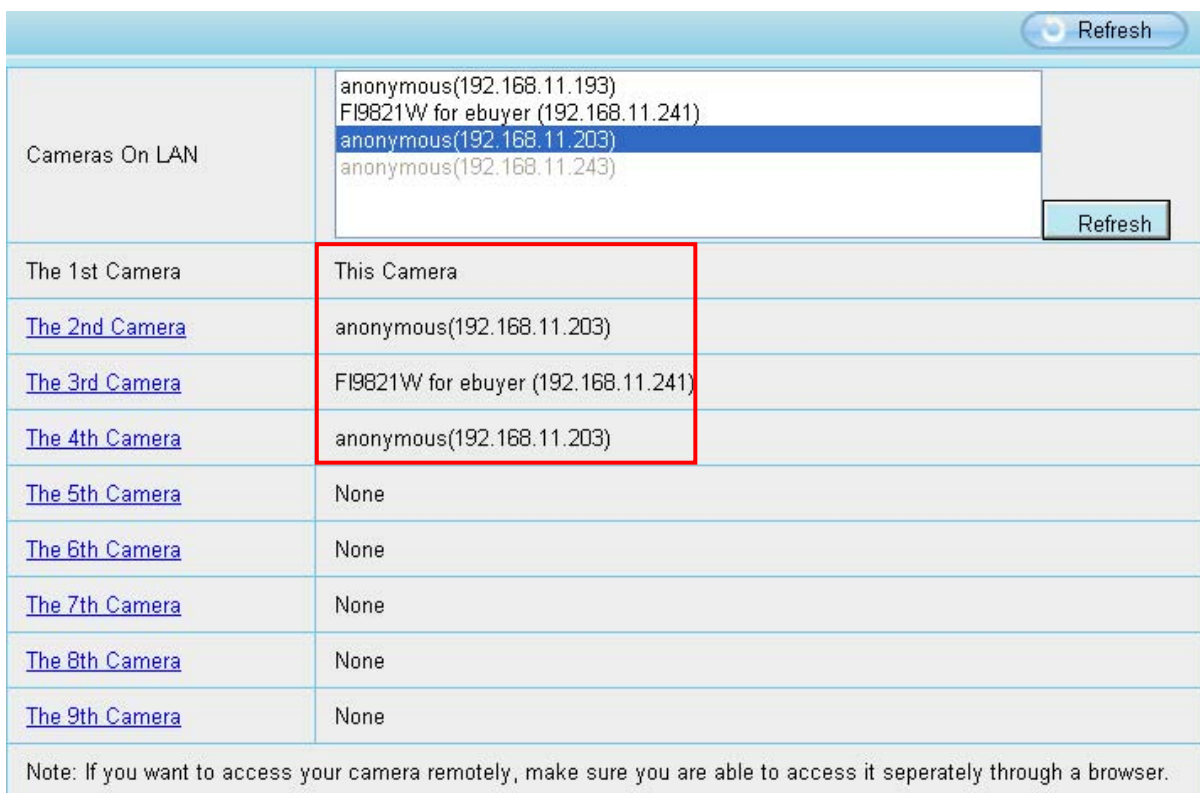 Refresh
Cameras On LAN
anonymous(192.168.11.193)
FI9821W for ebuyer (192.168.11.241)
anonymous(192.168.11.203)
anonymous(192.168.11.243)
Refresh
The 1st Camera This Camera
The 2nd Camera anonymous(192.168.11.203)
The 3rd Camera FI9821W for ebuyer (192.168.11.241)
The 4th Camera anonymous(192.168.11.203)
The 5th Camera None
The 6th Camera None
The 7th Camera None
The 8th Camera None
The 9th Camera None
Note: If you want to access your camera remotely, make sure you are able to access it seperately through a browser.